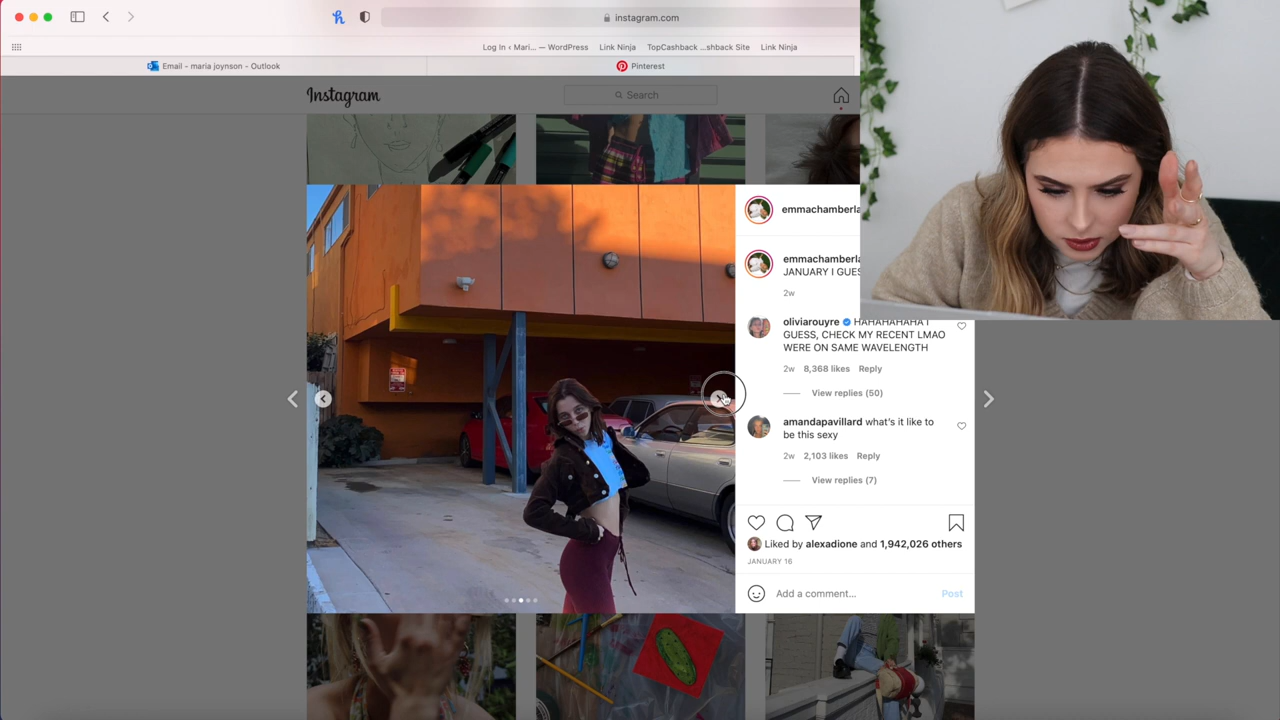 instagram.com
Log In ‹ Mari... — WordPress
Link Ninja
TopCashback ...shback Site
Link Ninja
Email - maria joynson - Outlook
Pinterest
Instagram
Search
emmachamberla
emmachamberla
JANUARY I GUES
2w
oliviarouyre HAHAHAHAHA I
GUESS, CHECK MY RECENT LMAO
WERE ON SAME WAVELENGTH
2w 8,368 likes Reply
View replies (50)
amandapavillard what's it like to
be this sexy
2w 2,103 likes Reply
View replies (7)
Liked by alexadione and 1,942,026 others
JANUARY 16
Add a comment...
Post